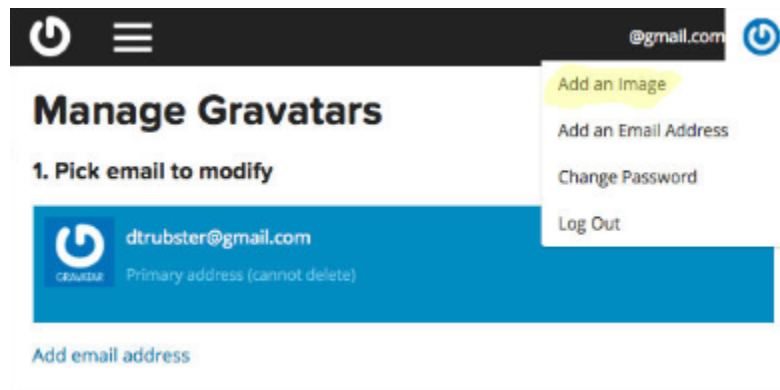 @gmail.com
Add an Image
Add an Email Address
Change Password
Log Out
Manage Gravatars
1. Pick email to modify
dtrubster@gmail.com
GRAVATAR
Primary address (cannot delete)
Add email address